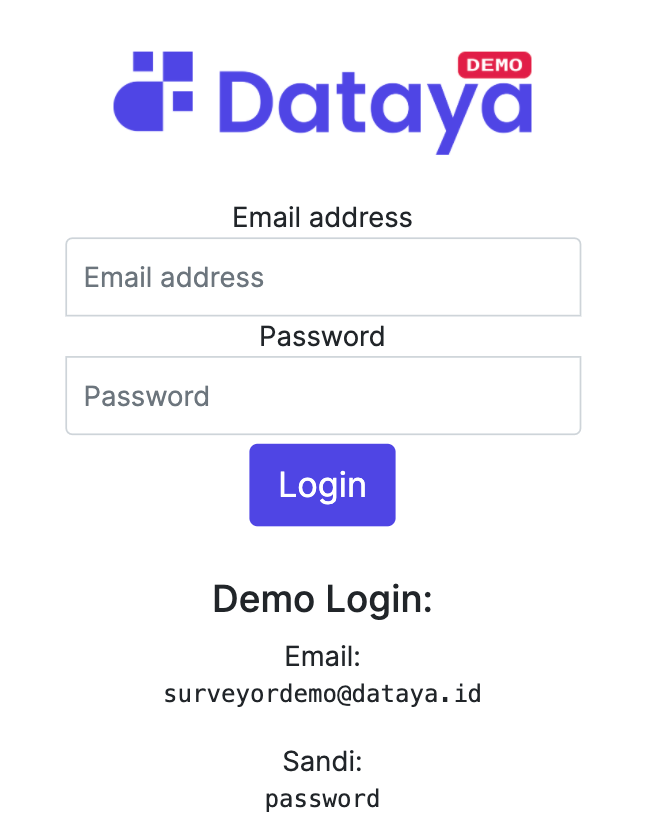 DEMO
Dataya
Email address
Email address
Password
Password
Login
Demo Login:
Email:
surveyordemo@dataya.id
Sandi:
password